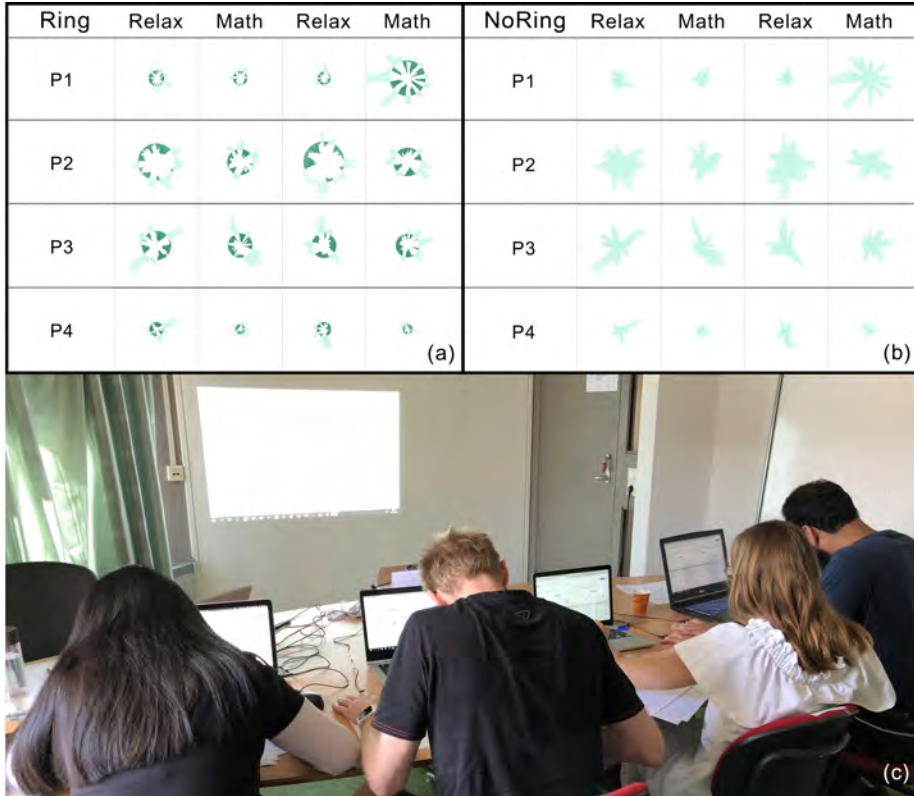 Ring Relax Math Relax Math
P1
P2
P3
P4
(a)
NoRing Relax Math Relax Math
P1
P2
P3
P4
(b)
(c)